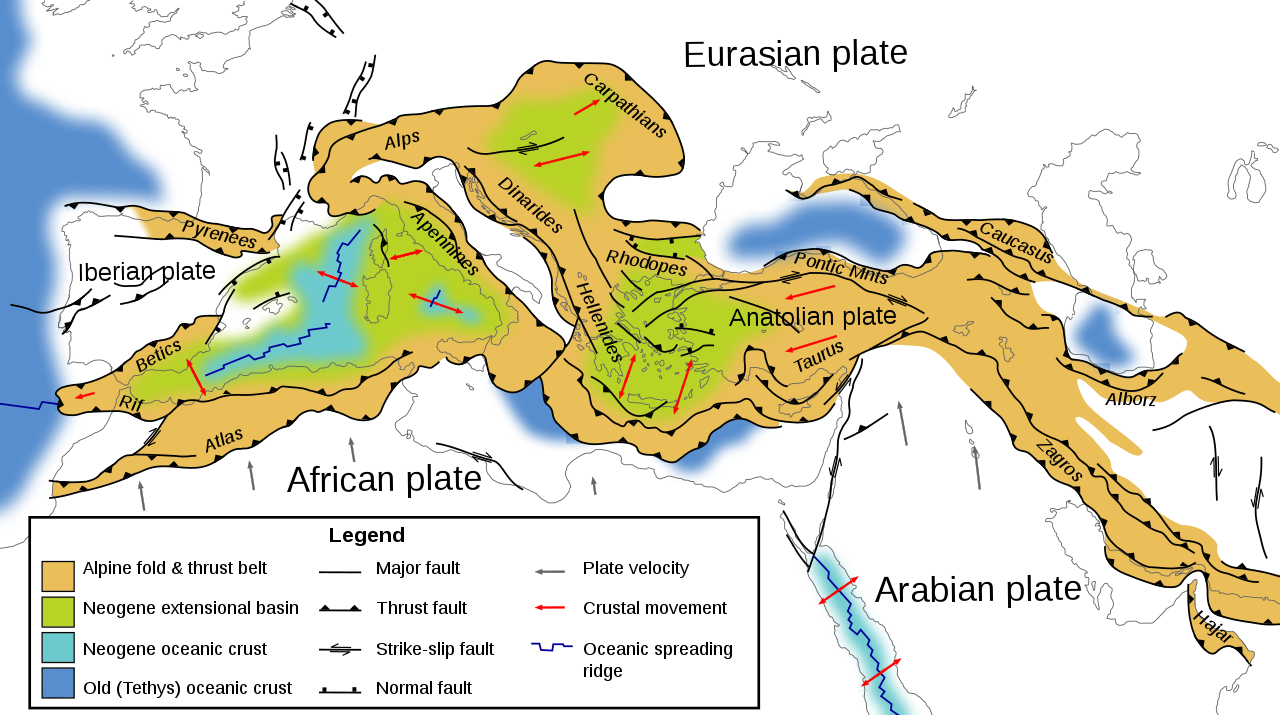 Eurasian plate
Carpathians
Alps
Dinarides
Pyrenees
Apennines
Iberian plate
Rhodopes
Caucasus
Pontic Mnts
Hellenides
Anatolian plate
Taurus
Betics
Rif
Atlas
Alborz
Zagros
African plate
Arabian plate
Hajar
Legend
Alpine fold & thrust belt
Major fault
Plate velocity
Neogene extensional basin
Thrust fault
Crustal movement
Neogene oceanic crust
Strike-slip fault
Oceanic spreading
ridge
Old (Tethys) oceanic crust
Normal fault